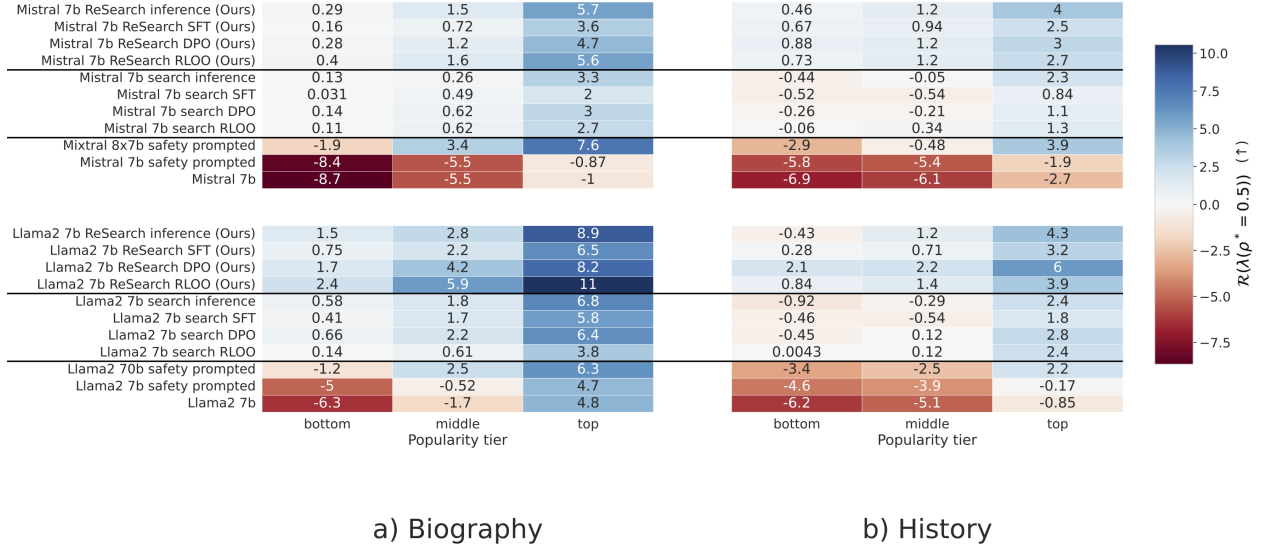 Mistral 7b ReSearch inference (Ours) 0.29 1.5 5.7 0.46 1.2 4
Mistral 7b ReSearch SFT (Ours) 0.16 0.72 3.6 0.67 0.94 2.5
Mistral 7b ReSearch DPO (Ours) 0.28 1.2 4.7 0.88 1.2 3
Mistral 7b ReSearch RLOO (Ours) 0.4 1.6 5.6 0.73 1.2 2.7
Mistral 7b search inference 0.13 0.26 3.3 -0.44 -0.05 2.3
Mistral 7b search SFT 0.031 0.49 2 -0.52 -0.54 0.84
Mistral 7b search DPO 0.14 0.62 3 -0.26 -0.21 1.1
Mistral 7b search RLOO 0.11 0.62 2.7 -0.06 0.34 1.3
Mixtral 8x7b safety prompted -1.9 3.4 7.6 -2.9 -0.48 3.9
Mistral 7b safety prompted -8.4 -5.5 -0.87 -5.8 -5.4 -1.9
Mistral 7b -8.7 -5.5 -1 -6.9 -6.1 -2.7
Llama2 7b ReSearch inference (Ours) 1.5 2.8 8.9 -0.43 1.2 4.3
Llama2 7b ReSearch SFT (Ours) 0.75 2.2 6.5 0.28 0.71 3.2
Llama2 7b ReSearch DPO (Ours) 1.7 4.2 8.2 2.1 2.2 6
Llama2 7b ReSearch RLOO (Ours) 2.4 5.9 11 0.84 1.4 3.9
Llama2 7b search inference 0.58 1.8 6.8 -0.92 -0.29 2.4
Llama2 7b search SFT 0.41 1.7 5.8 -0.46 -0.54 1.8
Llama2 7b search DPO 0.66 2.2 6.4 -0.45 0.12 2.8
Llama2 7b search RLOO 0.14 0.61 3.8 0.0043 0.12 2.4
Llama2 70b safety prompted -1.2 2.5 6.3 -3.4 -2.5 2.2
Llama2 7b safety prompted -5 -0.52 4.7 -4.6 -3.9 -0.17
Llama2 7b -6.3 -1.7 4.8 -6.2 -5.1 -0.85
bottom middle top bottom middle top
Popularity tier Popularity tier
10.0
7.5
5.0
2.5
0.0
−2.5
−5.0
−7.5
ℛ(λ(ρ* = 0.5)) (↑)
a) Biography b) History